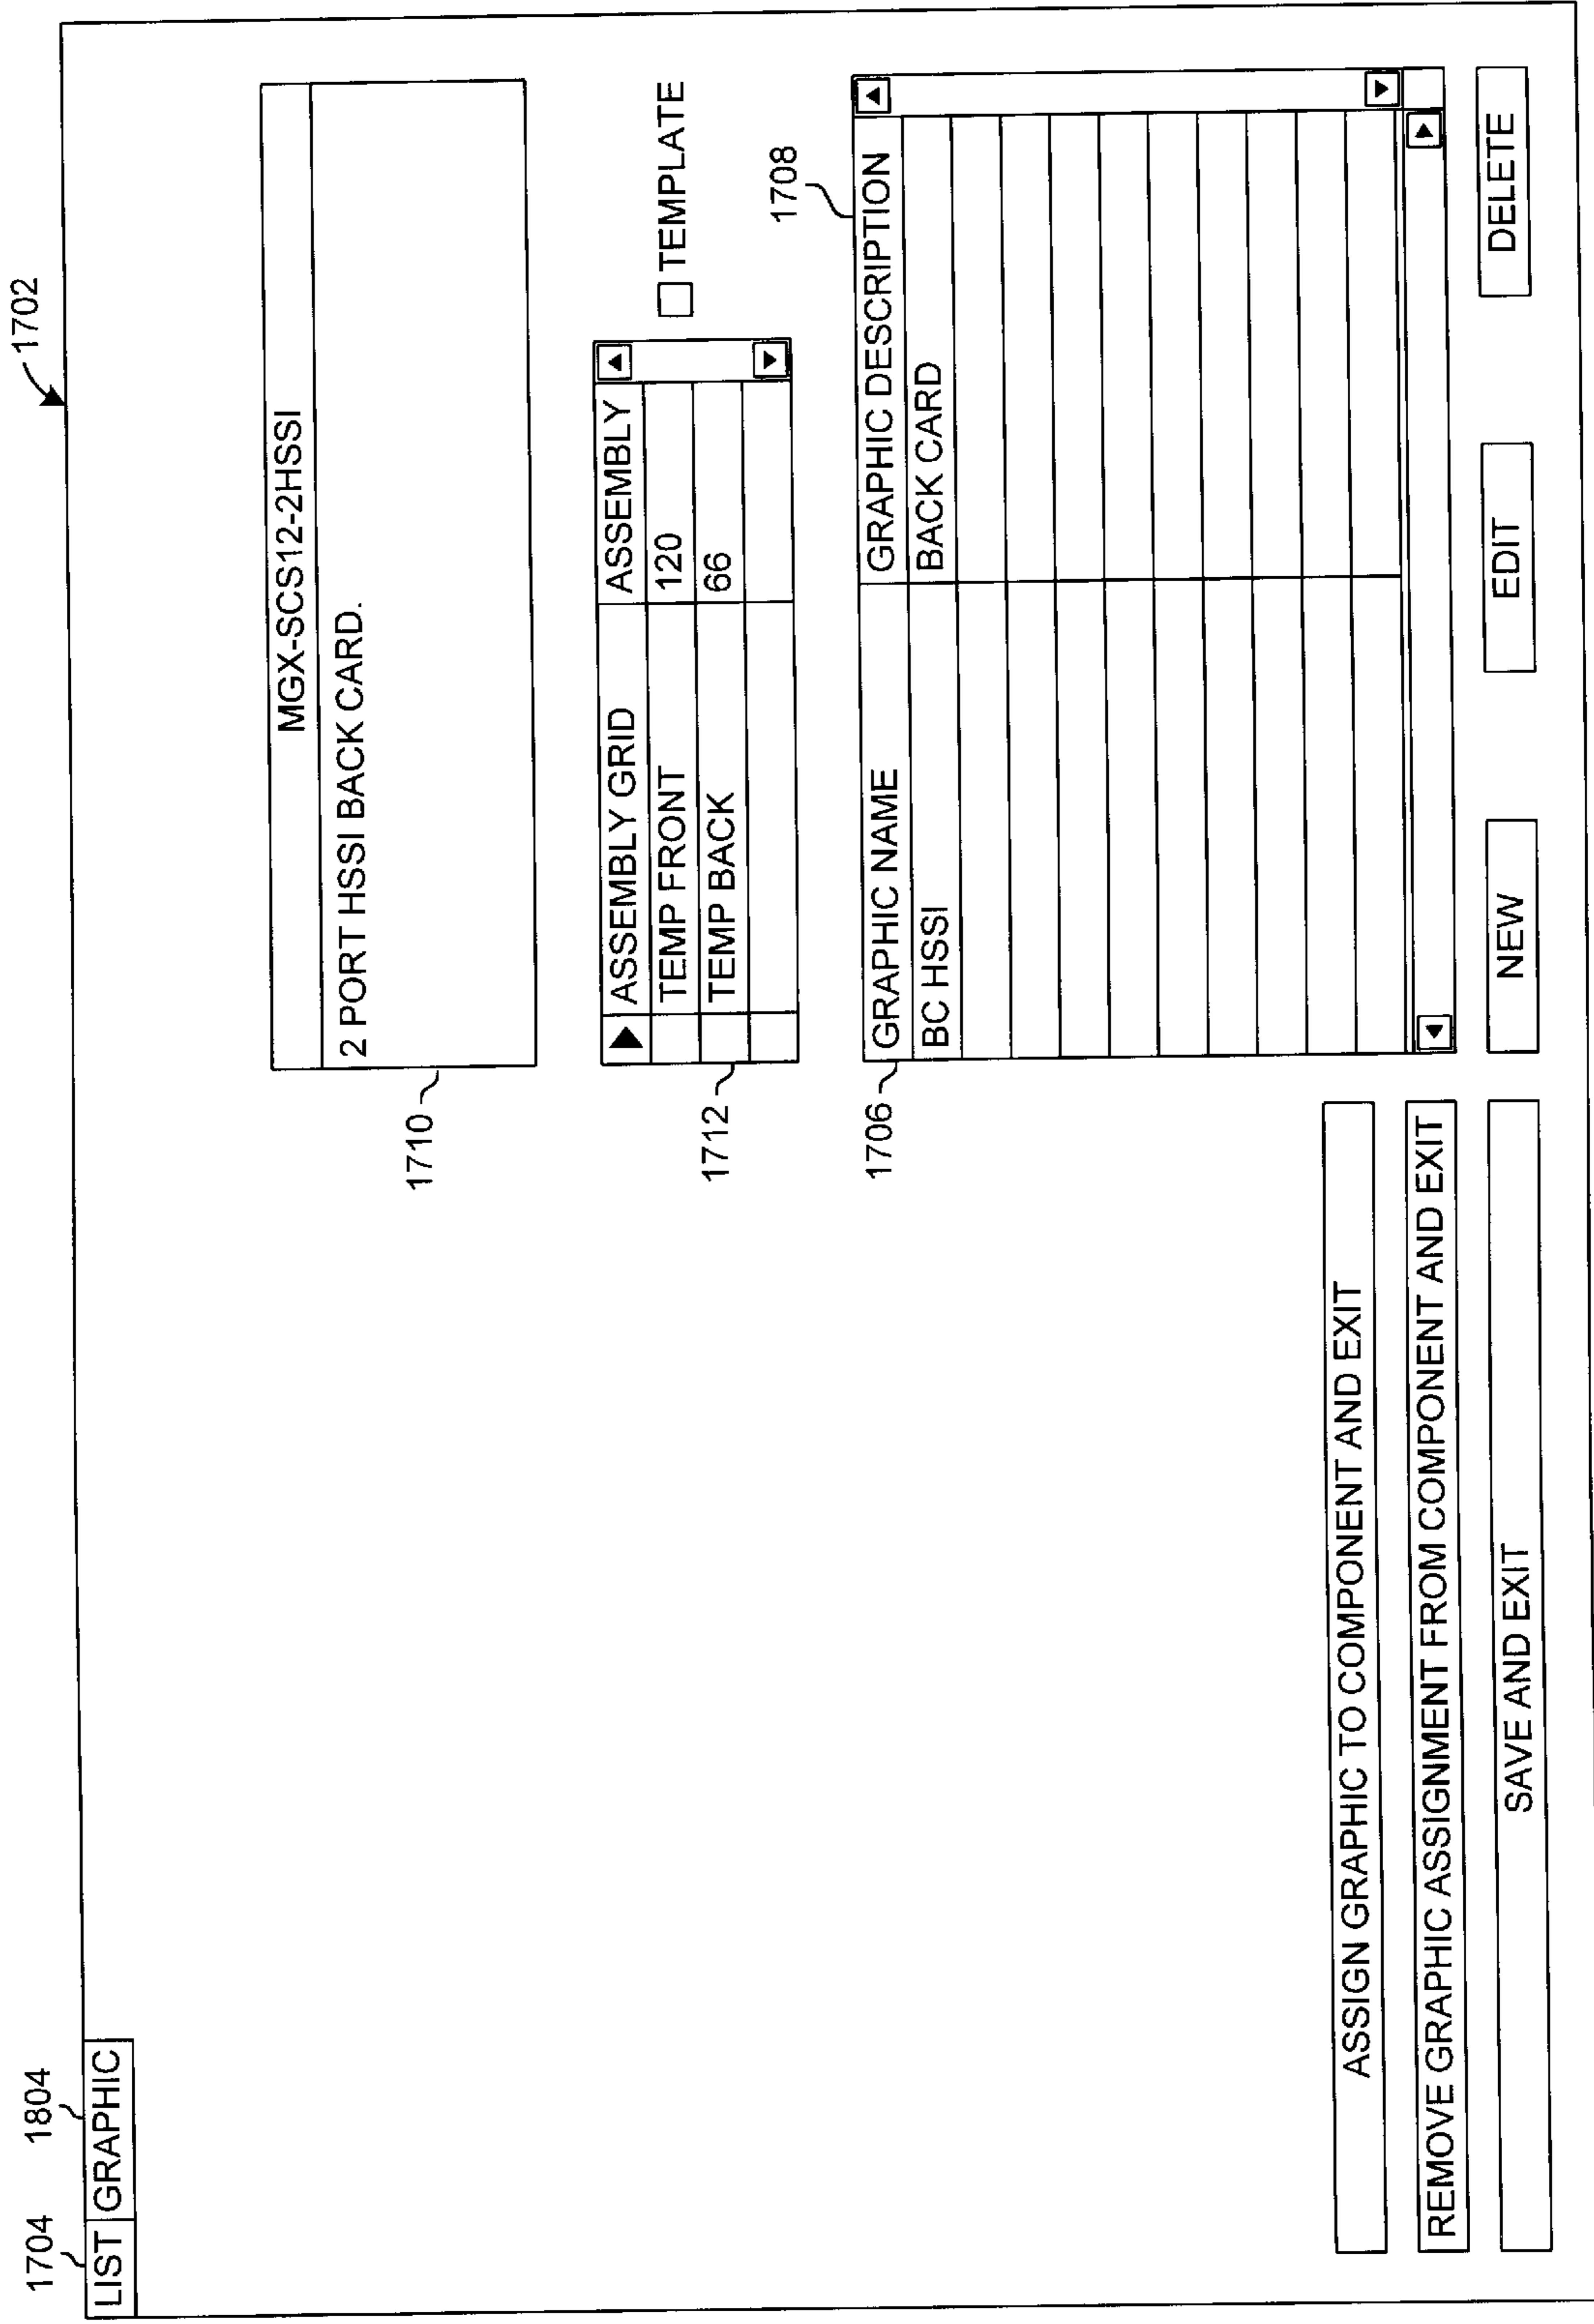 1702
1704 1804
LIST GRAPHIC
MGX-SCS12-2HSSI
2 PORT HSSI BACK CARD.
1710
ASSEMBLY GRID ASSEMBLY
TEMP FRONT 120
TEMP BACK 66
TEMPLATE
1712
1708
GRAPHIC NAME GRAPHIC DESCRIPTION
BC HSSI BACK CARD
1706
ASSIGN GRAPHIC TO COMPONENT AND EXIT
REMOVE GRAPHIC ASSIGNMENT FROM COMPONENT AND EXIT
SAVE AND EXIT
NEW
EDIT
DELETE